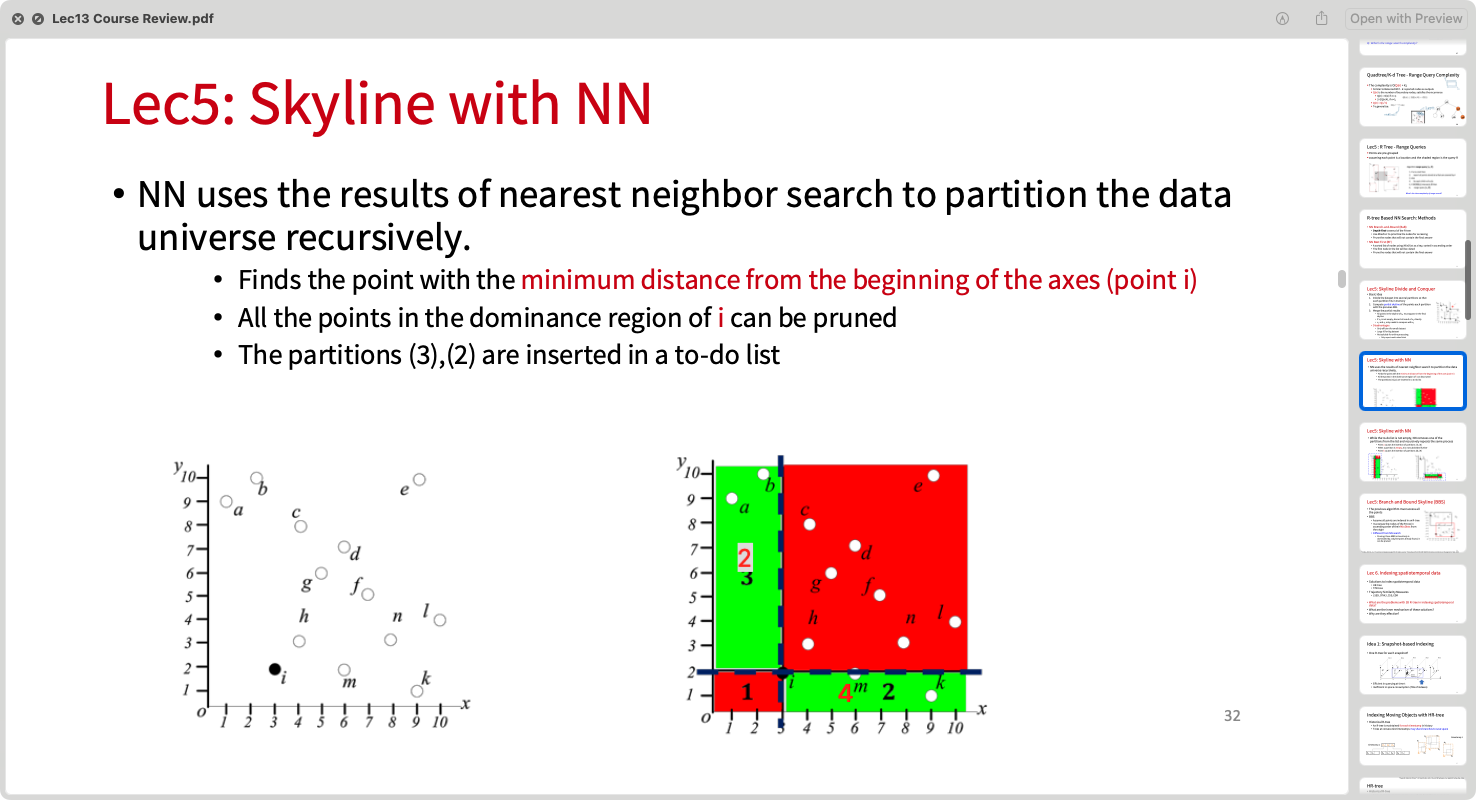 Lec13 Course Review.pdf
Open with Preview
Lec5: Skyline with NN
• NN uses the results of nearest neighbor search to partition the data
universe recursively.
• Finds the point with the minimum distance from the beginning of the axes (point i)
• All the points in the dominance region of i can be pruned
• The partitions (3),(2) are inserted in a to-do list
y
10
b
e
9
a
8
c
7
d
6
g
f
5
4
h
n
l
3
2
i
m
k
1
o
1 2 3 4 5 6 7 8 9 10
x
y
10
b
e
9
a
8
c
7
d
2
3
6
g
f
5
4
h
n
l
3
2
i
m
k
1
1
4
2
o
1 2 3 4 5 6 7 8 9 10
x
32
Quadtree/K-d Tree - Range Query Complexity
Lec5 : R Tree - Range Queries
R-tree Based NN Search: Methods
Lec5: Skyline Divide and Conquer
Lec5: Skyline with NN
Lec5: Skyline with NN
Lec5: Branch and Bound Skyline (BBS)
Lec 6. Indexing spatiotemporal data
Idea 1: Snapshot-based Indexing
Indexing Moving Objects with HR-tree
HR-tree